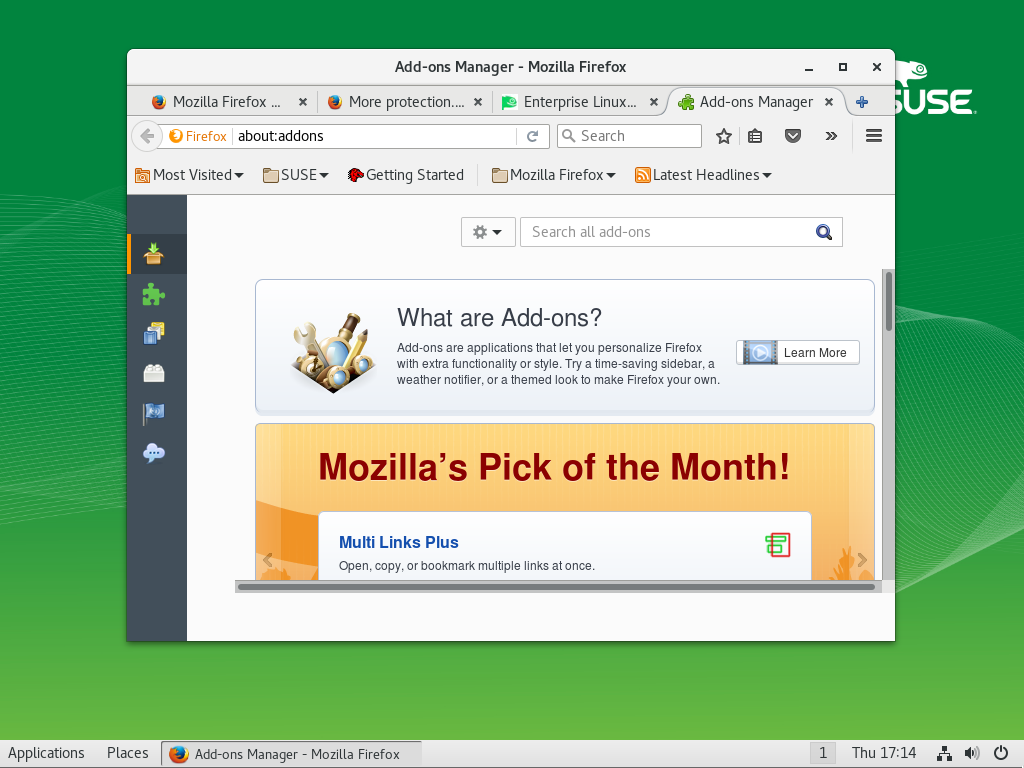 Add-ons Manager - Mozilla Firefox
Mozilla Firefox ...
More protection....
Enterprise Linux...
Add-ons Manager
SUSE
Firefox
about:addons
Search
Most Visited
SUSE
Getting Started
Mozilla Firefox
Latest Headlines
Search all add-ons
What are Add-ons?
Add-ons are applications that let you personalize Firefox
with extra functionality or style. Try a time-saving sidebar, a
weather notifier, or a themed look to make Firefox your own.
Learn More
Mozilla’s Pick of the Month!
Multi Links Plus
Open, copy, or bookmark multiple links at once.
Applications
Places
Add-ons Manager - Mozilla Firefox
1
Thu 17:14